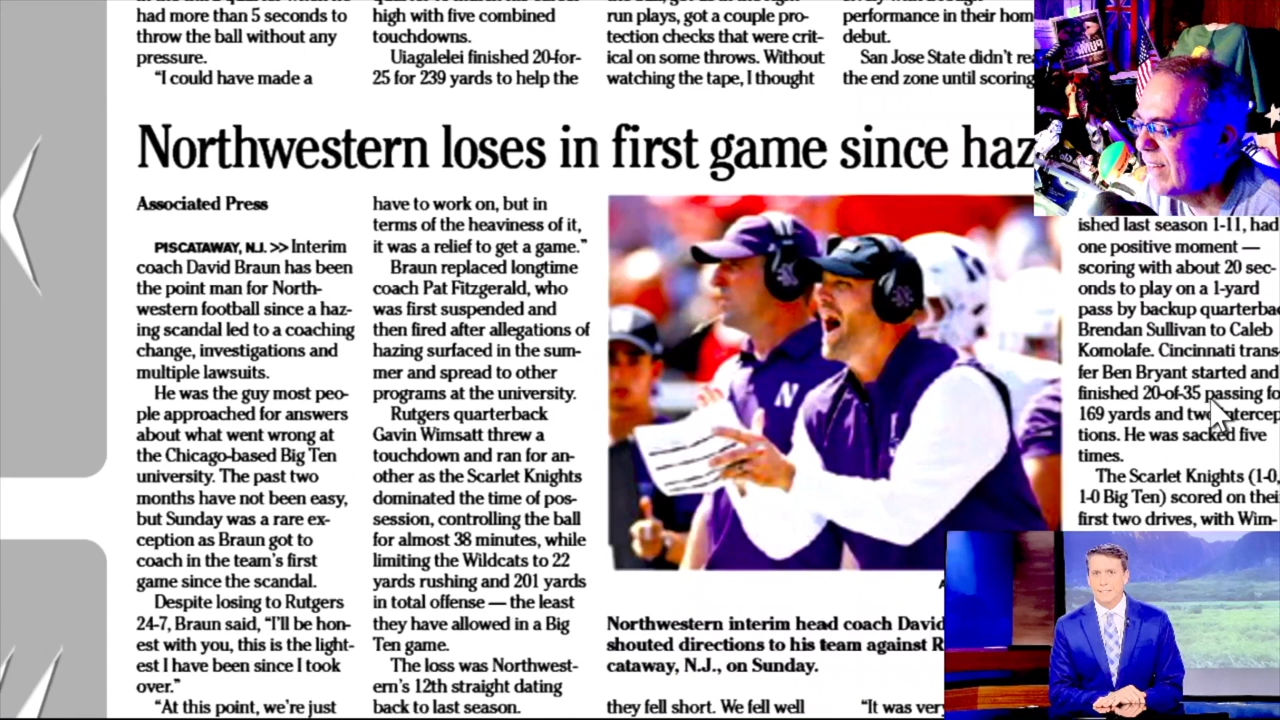 had more than 5 seconds to
throw the ball without any
pressure.
“I could have made a
high with five combined
touchdowns.
Uiagalelei finished 20-for-
25 for 239 yards to help the
run plays, got a couple pro-
tection checks that were crit-
ical on some throws. Without
watching the tape, I thought
performance in their hom
debut.
San Jose State didn't rea
the end zone until scoring
Northwestern loses in first game since haz
Associated Press
PISCATAWAY, N.J. >> Interim
coach David Braun has been
the point man for North-
western football since a haz-
ing scandal led to a coaching
change, investigations and
multiple lawsuits.
He was the guy most peo-
ple approached for answers
about what went wrong at
the Chicago-based Big Ten
university. The past two
months have not been easy,
but Sunday was a rare ex-
ception as Braun got to
coach in the team's first
game since the scandal.
Despite losing to Rutgers
24-7, Braun said, “I'll be hon-
est with you, this is the light-
est I have been since I took
over.”
“At this point, we're just
have to work on, but in
terms of the heaviness of it,
it was a relief to get a game.”
Braun replaced longtime
coach Pat Fitzgerald, who
was first suspended and
then fired after allegations of
hazing surfaced in the sum-
mer and spread to other
programs at the university.
Rutgers quarterback
Gavin Wimsatt threw a
touchdown and ran for an-
other as the Scarlet Knights
dominated the time of pos-
session, controlling the ball
for almost 38 minutes, while
limiting the Wildcats to 22
yards rushing and 201 yards
in total offense — the least
they have allowed in a Big
Ten game.
The loss was Northwest-
ern's 12th straight dating
back to last season.
N
Northwestern interim head coach David
shouted directions to his team against R
cataway, N.J., on Sunday.
they fell short. We fell well
“It was very
ished last season 1-11, had
one positive moment —
scoring with about 20 sec-
onds to play on a 1-yard
pass by backup quarterbac
Brendan Sullivan to Caleb
Komolafe. Cincinnati trans-
fer Ben Bryant started and
finished 20-of-35 passing fo
169 yards and two intercep
tions. He was sacked five
times.
The Scarlet Knights (1-0,
1-0 Big Ten) scored on thei
first two drives, with Wim-